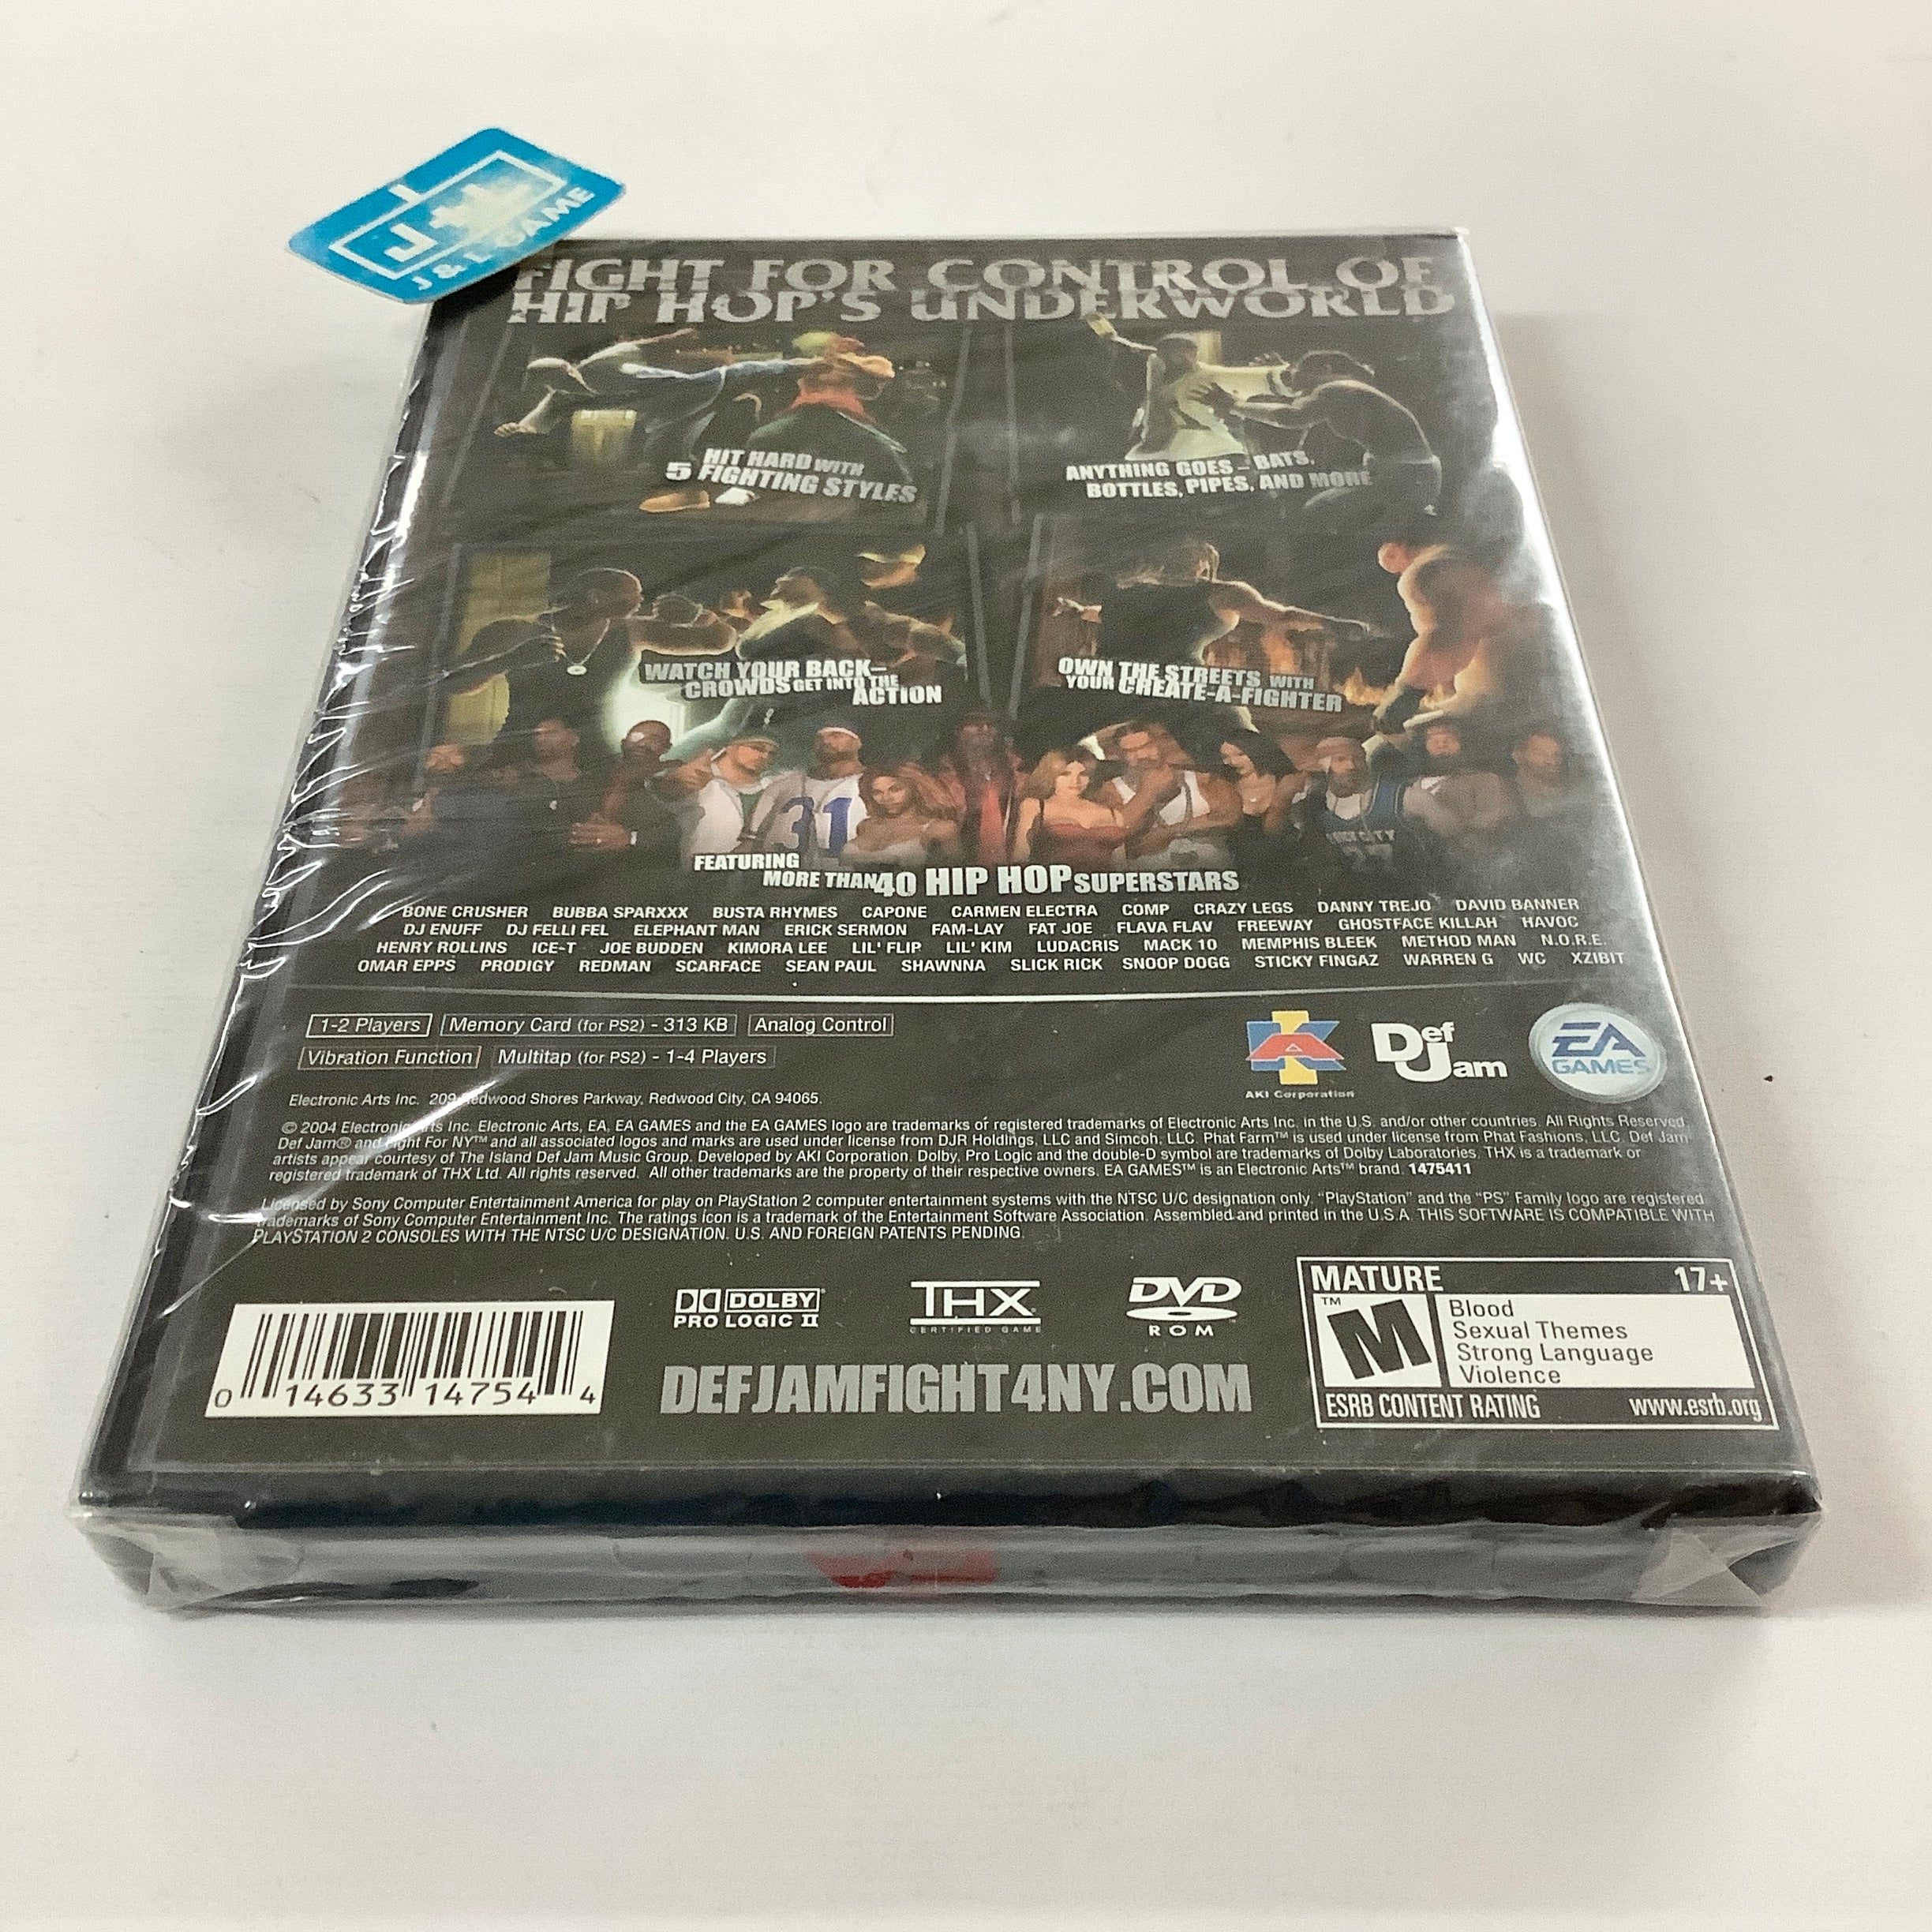 J&L GAME
FIGHT FOR CONTROL OF
HIP HOP'S UNDERWORLD
HIT HARD WITH
5 FIGHTING STYLES
ANYTHING GOES – BATS,
BOTTLES, PIPES, AND MORE
WATCH YOUR BACK–
CROWDS GET INTO THE
ACTION
OWN THE STREETS WITH
YOUR CREATE-A-FIGHTER
31
FEATURING
MORE THAN 40 HIP HOP SUPERSTARS
BONE CRUSHER BUBBA SPARXXX BUSTA RHYMES CAPONE CARMEN ELECTRA COMP CRAZY LEGS DANNY TREJO DAVID BANNER
DJ ENUFF DJ FELLI FEL ELEPHANT MAN ERICK SERMON FAM-LAY FAT JOE FLAVA FLAV FREEWAY GHOSTFACE KILLAH HAVOC
HENRY ROLLINS ICE-T JOE BUDDEN KIMORA LEE LIL' FLIP LIL' KIM LUDACRIS MACK 10 MEMPHIS BLEEK METHOD MAN N.O.R.E.
OMAR EPPS PRODIGY REDMAN SCARFACE SEAN PAUL SHAWNNA SLICK RICK SNOOP DOGG STICKY FINGAZ WARREN G WC XZIBIT
1-2 Players Memory Card (for PS2) - 313 KB Analog Control
Vibration Function Multitap (for PS2) - 1-4 Players
AKI Corporation
Def Jam
EA GAMES
Electronic Arts Inc. 209 Redwood Shores Parkway, Redwood City, CA 94065.
© 2004 Electronic Arts Inc. Electronic Arts, EA, EA GAMES and the EA GAMES logo are trademarks or registered trademarks of Electronic Arts Inc. in the U.S. and/or other countries. All Rights Reserved.
Def Jam® and Fight For NY™ and all associated logos and marks are used under license from DJR Holdings, LLC and Simcoh, LLC. Phat Farm™ is used under license from Phat Fashions, LLC. Def Jam
artists appear courtesy of The Island Def Jam Music Group. Developed by AKI Corporation. Dolby, Pro Logic and the double-D symbol are trademarks of Dolby Laboratories. THX is a trademark or
registered trademark of THX Ltd. All rights reserved. All other trademarks are the property of their respective owners. EA GAMES™ is an Electronic Arts™ brand. 1475411
Licensed by Sony Computer Entertainment America for play on PlayStation 2 computer entertainment systems with the NTSC U/C designation only. "PlayStation" and the "PS" Family logo are registered
trademarks of Sony Computer Entertainment Inc. The ratings icon is a trademark of the Entertainment Software Association. Assembled and printed in the U.S.A. THIS SOFTWARE IS COMPATIBLE WITH
PLAYSTATION 2 CONSOLES WITH THE NTSC U/C DESIGNATION. U.S. AND FOREIGN PATENTS PENDING.
0 14633 14754 4
DOLBY
PRO LOGIC II
THX
CERTIFIED GAME
DVD
ROM
DEFJAMFIGHT4NY.COM
MATURE 17+
M™
Blood
Sexual Themes
Strong Language
Violence
ESRB CONTENT RATING www.esrb.org